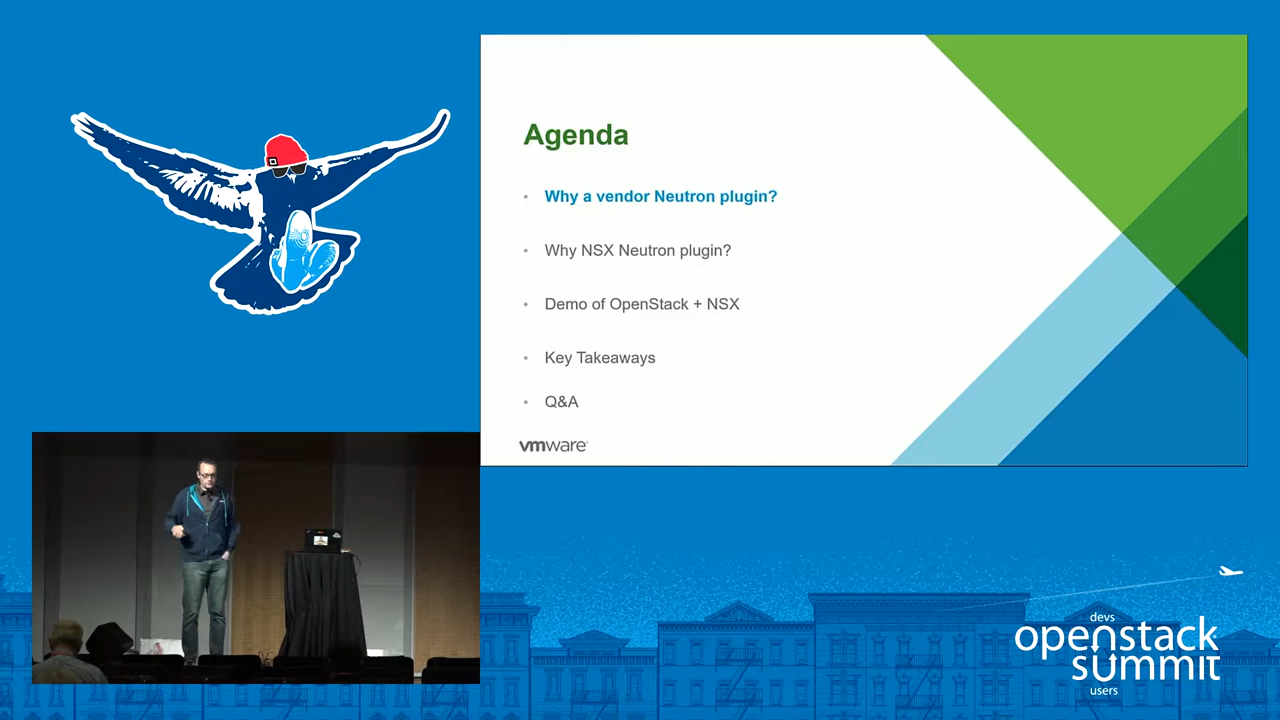 Agenda
• Why a vendor Neutron plugin?
• Why NSX Neutron plugin?
• Demo of OpenStack + NSX
• Key Takeaways
• Q&A
vmware
devs
openstack
summit
users